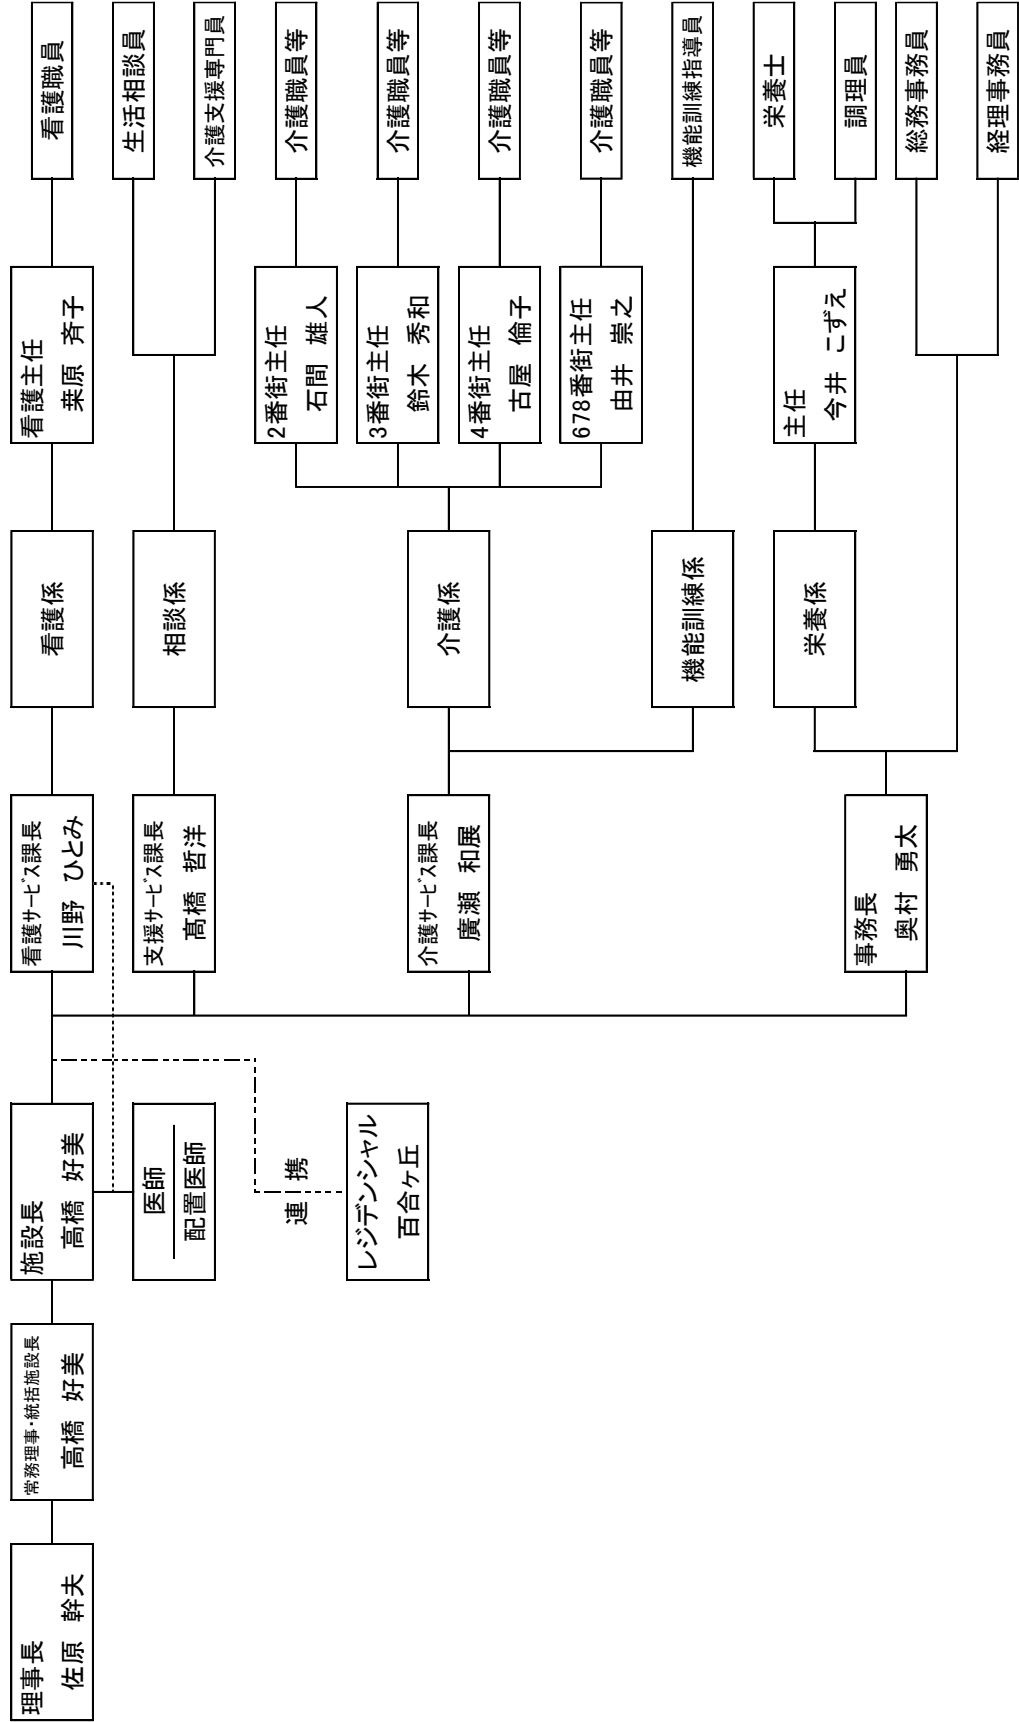 理事長
佐原 幹夫
常務理事・統括施設長
高橋 好美
施設長
高橋 好美
医師
配置医師
連 携
レジデンシャル
百合ヶ丘
看護サービス課長
川野 ひとみ
支援サービス課長
髙橋 哲洋
介護サービス課長
廣瀬 和展
事務長
奥村 勇太
看護係
相談係
介護係
機能訓練係
栄養係
看護主任
桒原 斉子
2番街主任
石間 雄人
3番街主任
鈴木 秀和
4番街主任
古屋 倫子
678番街主任
由井 崇之
主任
今井 こずえ
看護職員
生活相談員
介護支援専門員
介護職員等
介護職員等
介護職員等
介護職員等
機能訓練指導員
栄養士
調理員
総務事務員
経理事務員